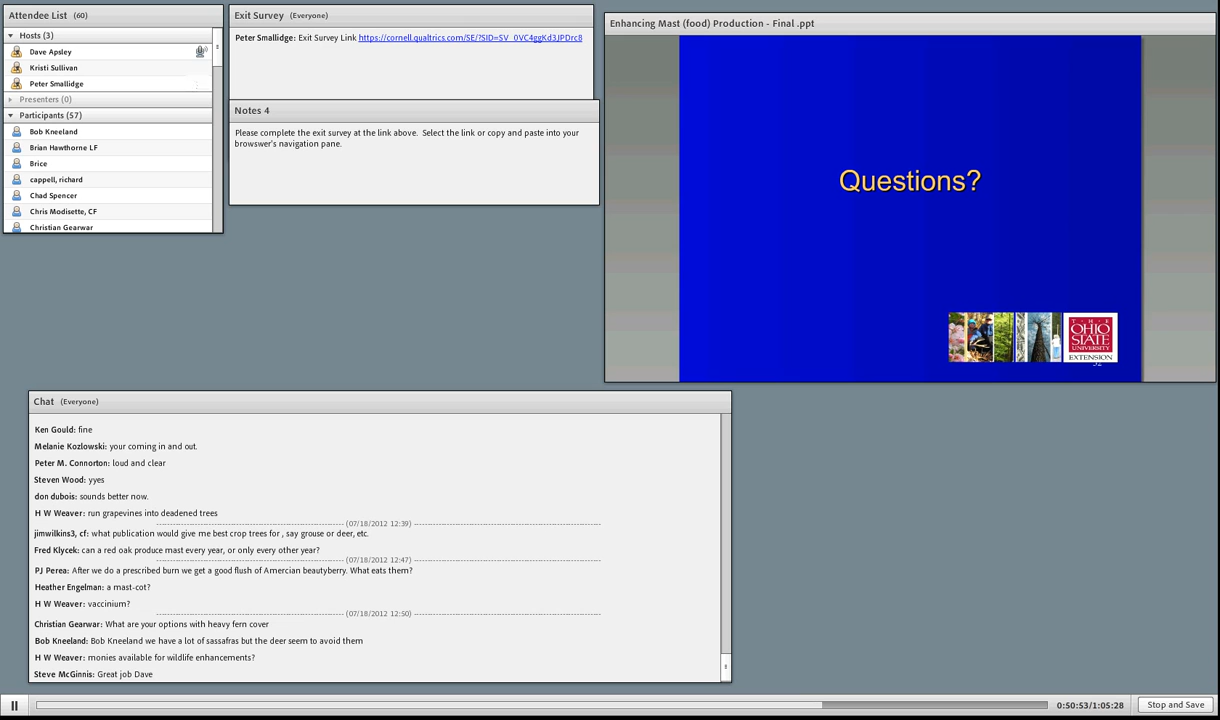 Attendee List (60)
Hosts (3)
Dave Apsley
Kristi Sullivan
Peter Smallidge
Presenters (0)
Participants (57)
Bob Kneeland
Brian Hawthorne LF
Brice
cappell, richard
Chad Spencer
Chris Modisette, CF
Christian Gearwar
Exit Survey (Everyone)
Peter Smallidge: Exit Survey Link https://cornell.qualtrics.com/SE/?SID=SV_0VC4ggKd3JPDrc8
Notes 4
Please complete the exit survey at the link above. Select the link or copy and paste into your
browswer's navigation pane.
Enhancing Mast (food) Production - Final .ppt
Questions?
THE
OHIO
STATE
UNIVERSITY
EXTENSION
Chat (Everyone)
Ken Gould: fine
Melanie Kozlowski: your coming in and out.
Peter M. Connorton: loud and clear
Steven Wood: yyes
don dubois: sounds better now.
H W Weaver: run grapevines into deadened trees
(07/18/2012 12:39)
jimwilkins3, cf: what publication would give me best crop trees for , say grouse or deer, etc.
Fred Klycek: can a red oak produce mast every year, or only every other year?
(07/18/2012 12:47)
PJ Perea: After we do a prescribed burn we get a good flush of Amercian beautyberry. What eats them?
Heather Engelman: a mast-cot?
H W Weaver: vaccinium?
(07/18/2012 12:50)
Christian Gearwar: What are your options with heavy fern cover
Bob Kneeland: Bob Kneeland we have a lot of sassafras but the deer seem to avoid them
H W Weaver: monies available for wildlife enhancements?
Steve McGinnis: Great job Dave
0:50:53/1:05:28
Stop and Save